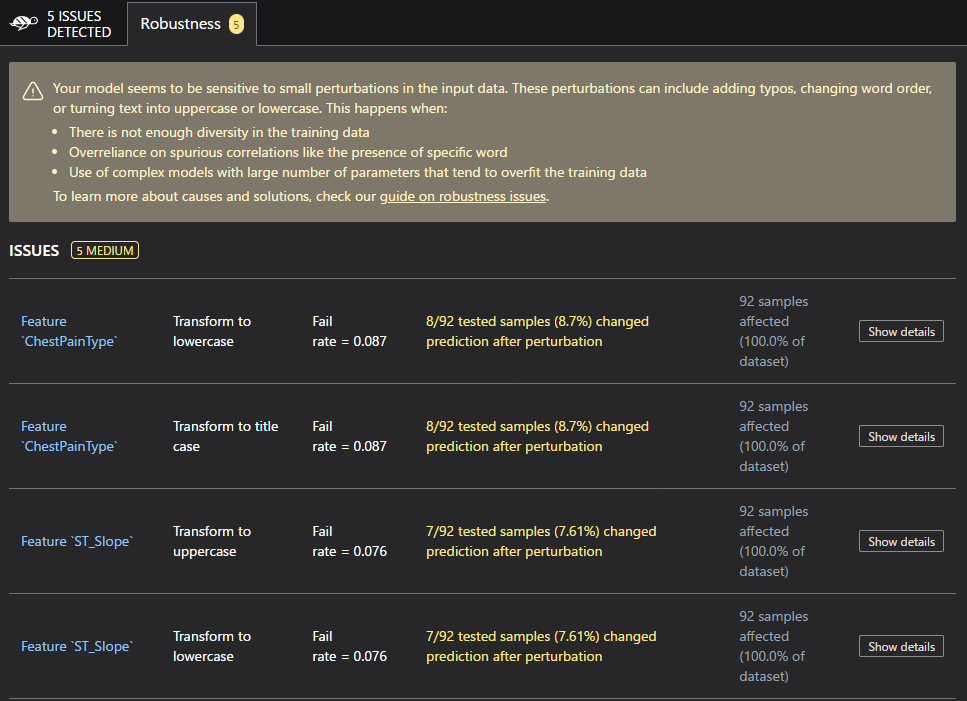 5 ISSUES
DETECTED
Robustness 5
Your model seems to be sensitive to small perturbations in the input data. These perturbations can include adding typos, changing word order,
or turning text into uppercase or lowercase. This happens when:
• There is not enough diversity in the training data
• Overreliance on spurious correlations like the presence of specific word
• Use of complex models with large number of parameters that tend to overfit the training data
To learn more about causes and solutions, check our guide on robustness issues.
ISSUES 5 MEDIUM
Feature
`ChestPainType`
Transform to
lowercase
Fail
rate = 0.087
8/92 tested samples (8.7%) changed
prediction after perturbation
92 samples
affected
(100.0% of
dataset)
Show details
Feature
`ChestPainType`
Transform to title
case
Fail
rate = 0.087
8/92 tested samples (8.7%) changed
prediction after perturbation
92 samples
affected
(100.0% of
dataset)
Show details
Feature `ST_Slope`
Transform to
uppercase
Fail
rate = 0.076
7/92 tested samples (7.61%) changed
prediction after perturbation
92 samples
affected
(100.0% of
dataset)
Show details
Feature `ST_Slope`
Transform to
lowercase
Fail
rate = 0.076
7/92 tested samples (7.61%) changed
prediction after perturbation
92 samples
affected
(100.0% of
dataset)
Show details